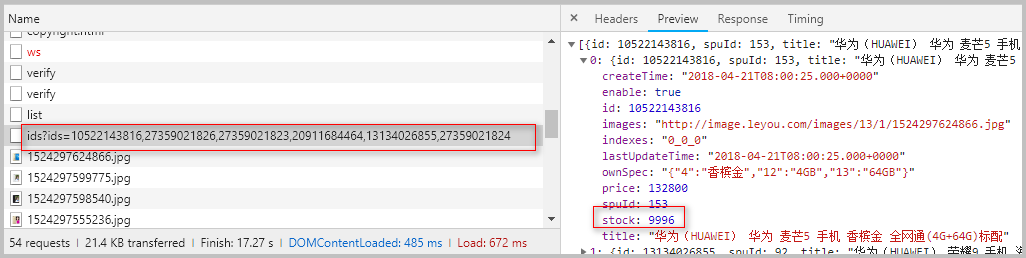 Name
copyright.html
ws
verify
verify
list
ids?ids=10522143816,27359021826,27359021823,20911684464,13134026855,27359021824
1524297624866.jpg
1524297599775.jpg
1524297598540.jpg
1524297555236.jpg
54 requests | 21.4 KB transferred | Finish: 17.27 s | DOMContentLoaded: 485 ms | Load: 672 ms
× Headers Preview Response Timing
▼[{id: 10522143816, spuId: 153, title: "华为（HUAWEI） 华为 麦芒5 手机
▼0: {id: 10522143816, spuId: 153, title: "华为（HUAWEI） 华为 麦芒5
createTime: "2018-04-21T08:00:25.000+0000"
enable: true
id: 10522143816
images: "http://image.leyou.com/images/13/1/1524297624866.jpg"
indexes: "0_0_0"
lastUpdateTime: "2018-04-21T08:00:25.000+0000"
ownSpec: "{"4":"香槟金","12":"4GB","13":"64GB"}"
price: 132800
spuId: 153
stock: 9996
title: "华为（HUAWEI） 华为 麦芒5 手机 香槟金 全网通(4G+64G)标配"
▶1: {id: 13134026855, spuId: 92, title: "华为（HUAWEI） 荣耀9 手机